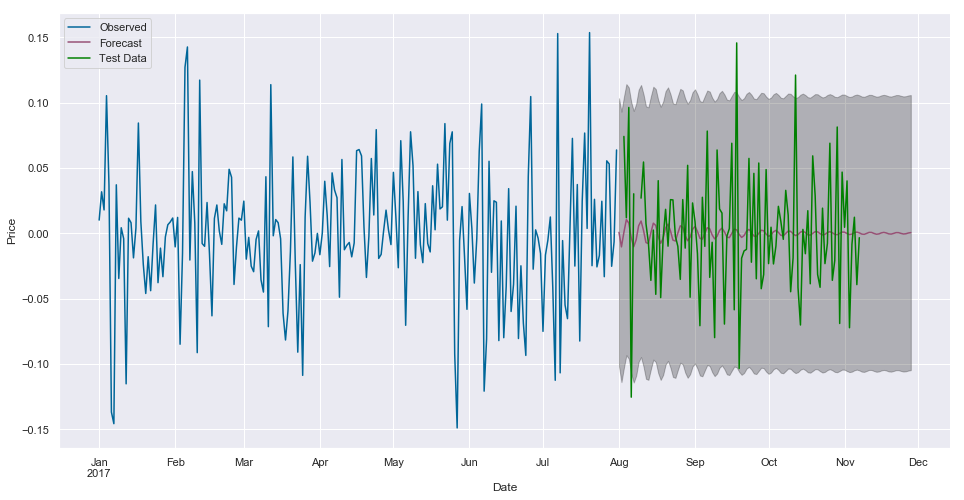 Observed
Forecast
Test Data
0.15
0.10
0.05
0.00
−0.05
−0.10
−0.15
Price
Jan Feb Mar Apr May Jun Jul Aug Sep Oct Nov Dec
2017
Date